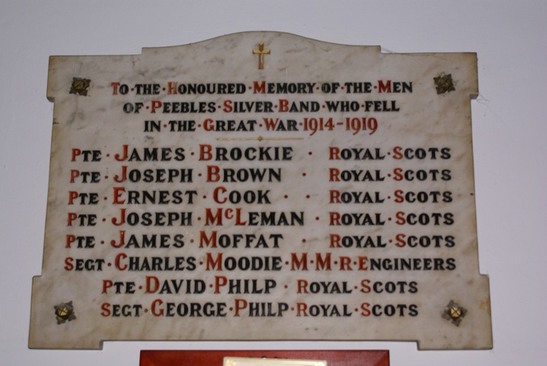 To·the·Honoured·Memory·of·the·Men
of·Peebles·Silver·Band·who·fell
in·the·Great·War·1914-1919
Pte·James·Brockie·Royal·Scots
Pte·Joseph·Brown·Royal·Scots
Pte·Ernest·Cook·Royal·Scots
Pte·Joseph·McLeman·Royal·Scots
Pte·James·Moffat·Royal·Scots
Segt·Charles·Moodie·M·M·R·Engineers
Pte·David·Philp·Royal·Scots
Segt·George·Philp·Royal·Scots